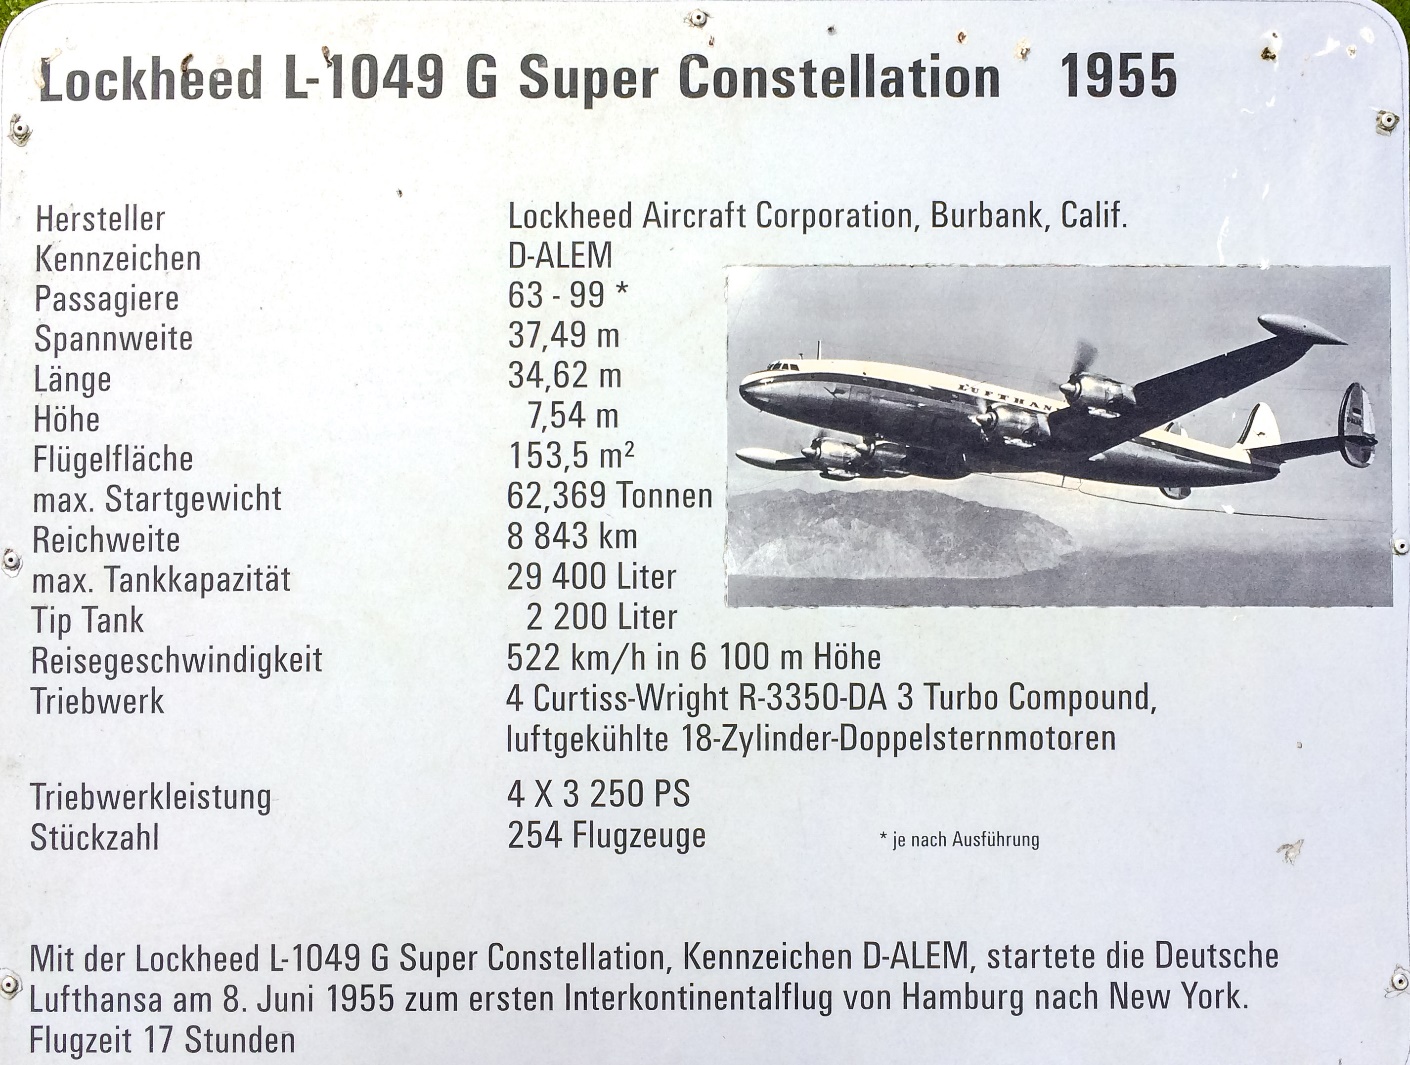 Lockheed L-1049 G Super Constellation 1955
Hersteller Lockheed Aircraft Corporation, Burbank, Calif.
Kennzeichen D-ALEM
Passagiere 63 - 99 *
Spannweite 37,49 m
Länge 34,62 m
Höhe 7,54 m
Flügelfläche 153,5 m²
max. Startgewicht 62,369 Tonnen
Reichweite 8 843 km
max. Tankkapazität 29 400 Liter
Tip Tank 2 200 Liter
Reisegeschwindigkeit 522 km/h in 6 100 m Höhe
Triebwerk 4 Curtiss-Wright R-3350-DA 3 Turbo Compound,
luftgekühlte 18-Zylinder-Doppelsternmotoren
Triebwerkleistung 4 X 3 250 PS
Stückzahl 254 Flugzeuge * je nach Ausführung
LUFTHAN
Mit der Lockheed L-1049 G Super Constellation, Kennzeichen D-ALEM, startete die Deutsche
Lufthansa am 8. Juni 1955 zum ersten Interkontinentalflug von Hamburg nach New York.
Flugzeit 17 Stunden